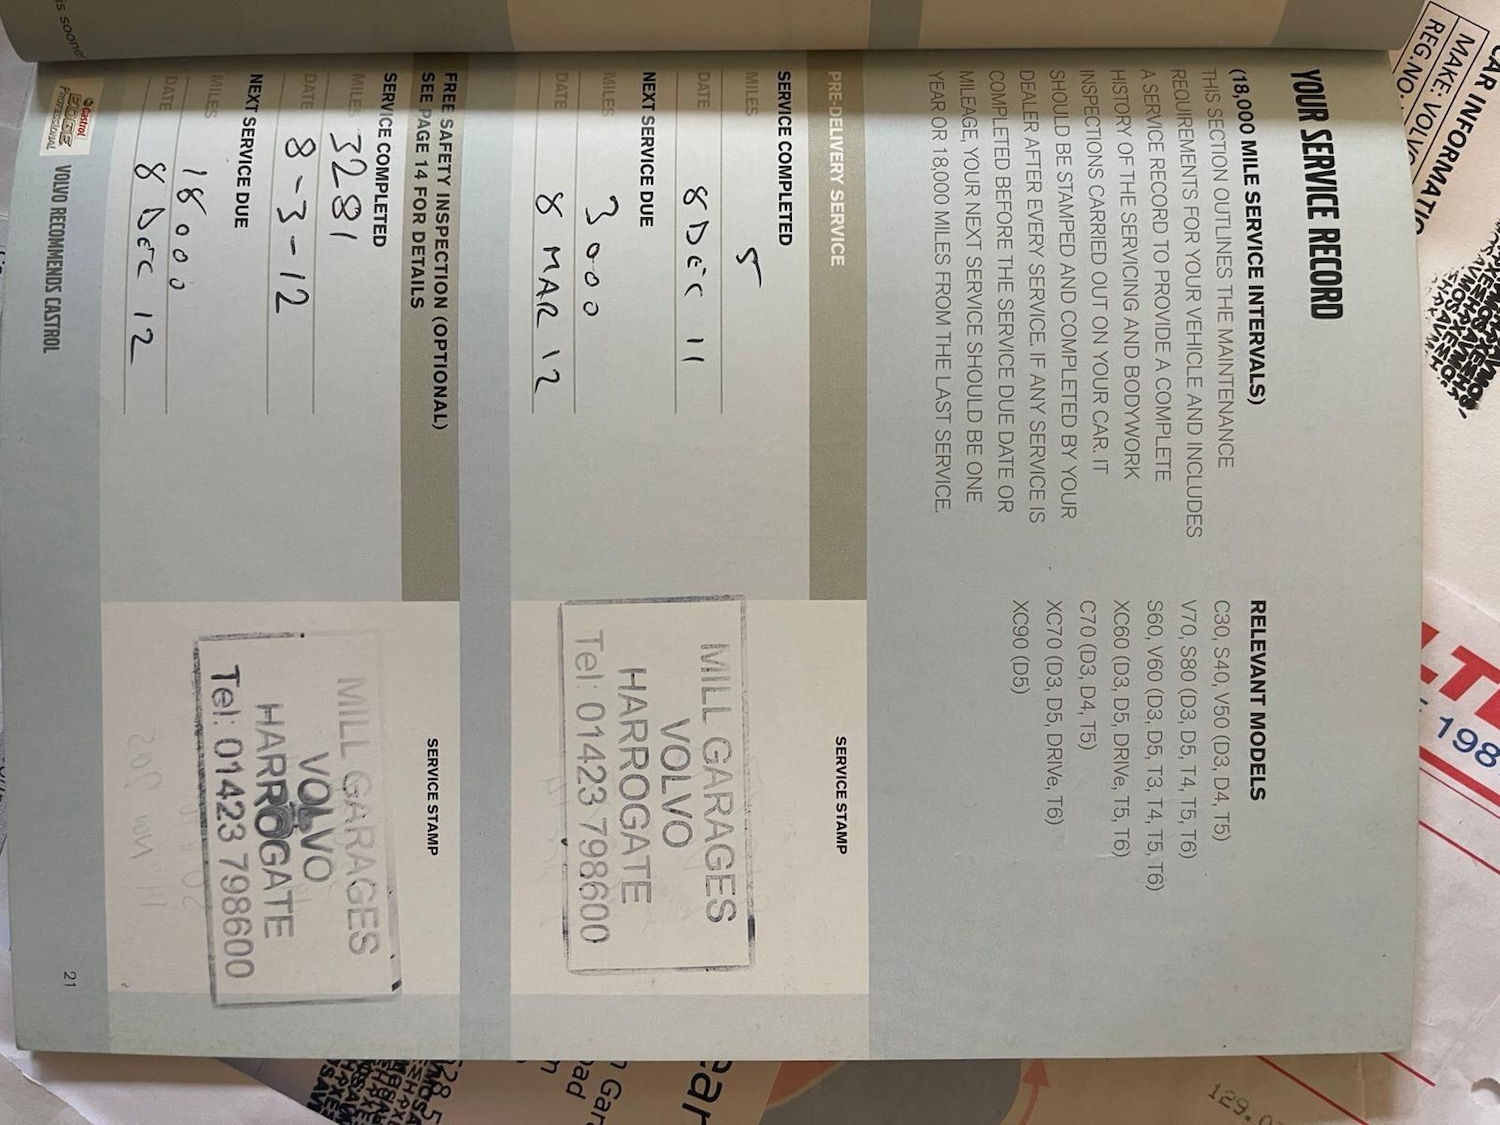 YOUR SERVICE RECORD
(18,000 MILE SERVICE INTERVALS)
THIS SECTION OUTLINES THE MAINTENANCE
REQUIREMENTS FOR YOUR VEHICLE AND INCLUDES
A SERVICE RECORD TO PROVIDE A COMPLETE
HISTORY OF THE SERVICING AND BODYWORK
INSPECTIONS CARRIED OUT ON YOUR CAR. IT
SHOULD BE STAMPED AND COMPLETED BY YOUR
DEALER AFTER EVERY SERVICE. IF ANY SERVICE IS
COMPLETED BEFORE THE SERVICE DUE DATE OR
MILEAGE, YOUR NEXT SERVICE SHOULD BE ONE
YEAR OR 18,000 MILES FROM THE LAST SERVICE.
RELEVANT MODELS
C30, S40, V50 (D3, D4, T5)
V70, S80 (D3, D5, T4, T5, T6)
S60, V60 (D3, D5, T3, T4, T5, T6)
XC60 (D3, D5, DRIVe, T5, T6)
C70 (D3, D4, T5)
XC70 (D3, D5, DRIVe, T6)
XC90 (D5)
PRE-DELIVERY SERVICE
SERVICE STAMP
SERVICE COMPLETED
MILES 5
DATE 8 DEC 11
NEXT SERVICE DUE
MILES 3000
DATE 8 MAR 12
MILL GARAGES
VOLVO
HARROGATE
Tel: 01423 798600
FREE SAFETY INSPECTION (OPTIONAL)
SEE PAGE 14 FOR DETAILS
SERVICE STAMP
SERVICE COMPLETED
MILES 3281
DATE 8-3-12
NEXT SERVICE DUE
MILES 18000
DATE 8 DEC 12
MILL GARAGES
VOLVO
HARROGATE
Tel: 01423 798600
Castrol
EDGE
Professional
VOLVO RECOMMENDS CASTROL
21
CAR INFORMATIO
MAKE: VOLVO
REG.NO.:
198
129.0
s sooner